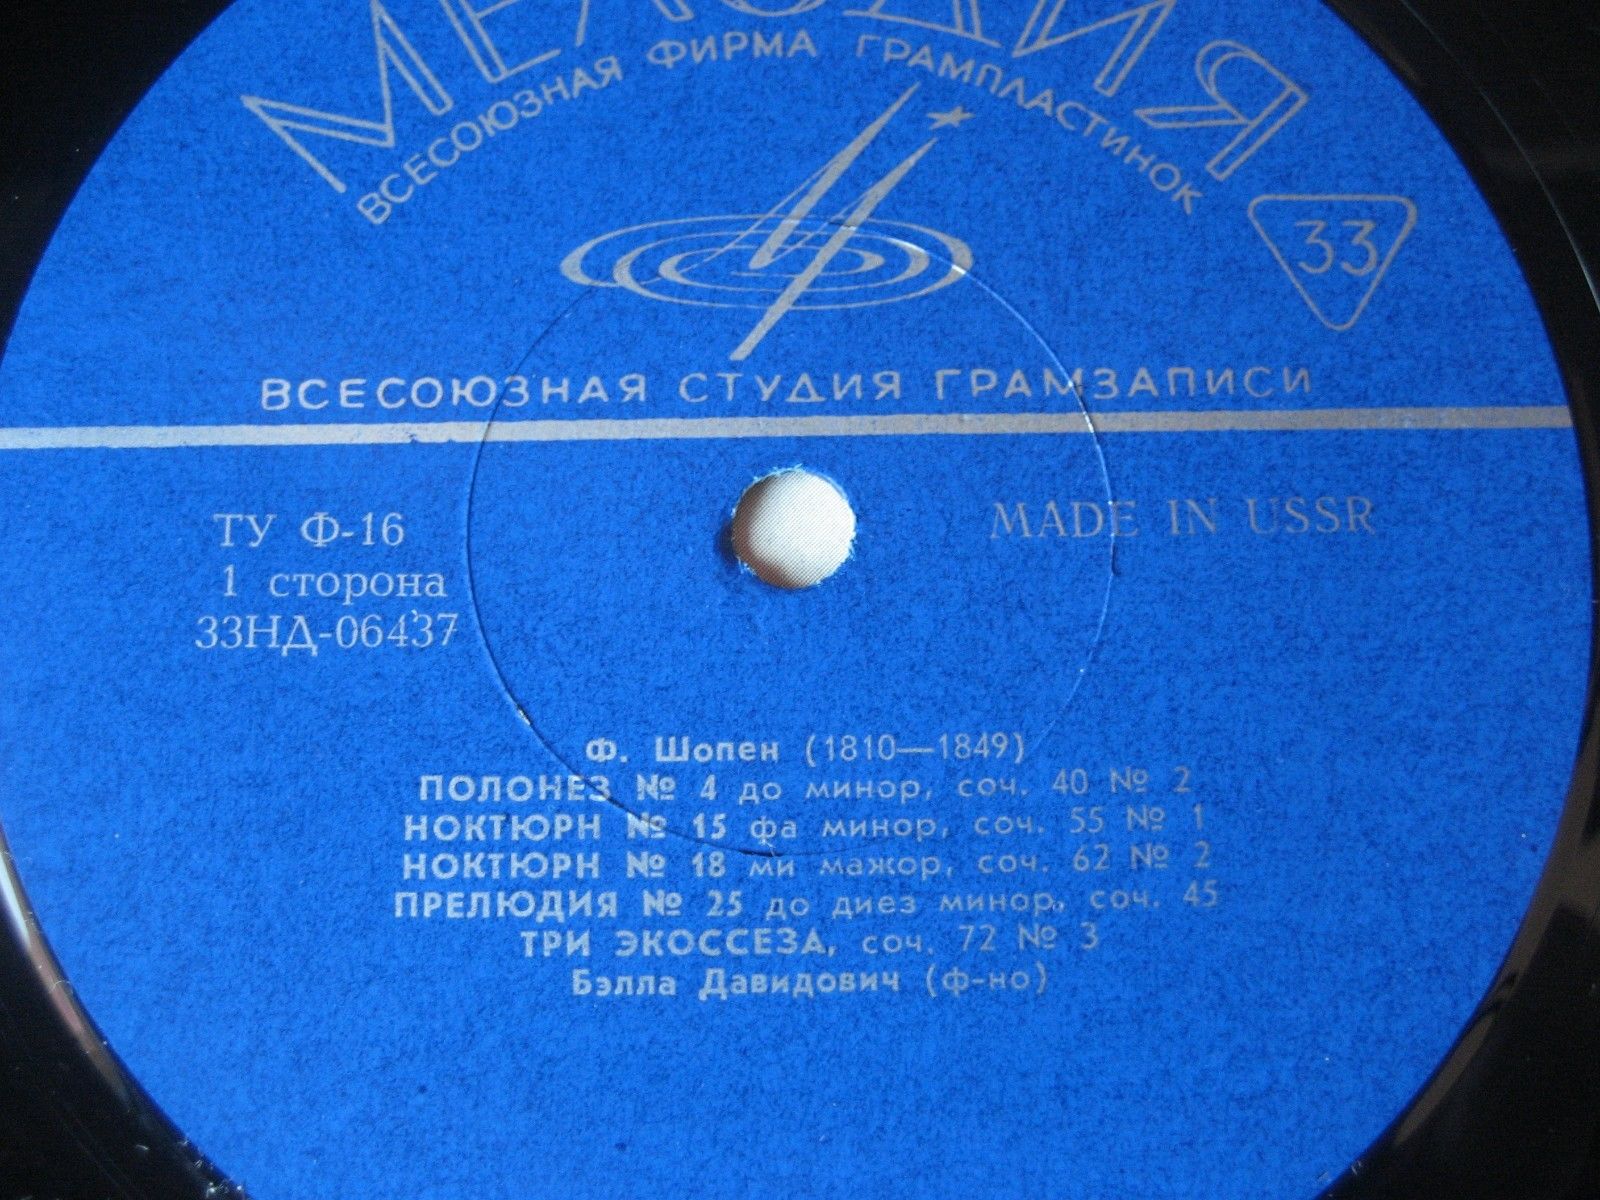 МЕЛОДИЯ
ВСЕСОЮЗНАЯ ФИРМА ГРАМПЛАСТИНОК
33
ВСЕСОЮЗНАЯ СТУДИЯ ГРАМЗАПИСИ
ТУ Ф-16
MADE IN USSR
1 сторона
33НД-06437
Ф. Шопен (1810—1849)
ПОЛОНЕЗ № 4 до минор, соч. 40 № 2
НОКТЮРН № 15 фа минор, соч. 55 № 1
НОКТЮРН № 18 ми мажор, соч. 62 № 2
ПРЕЛЮДИЯ № 25 до диез минор, соч. 45
ТРИ ЭКОССЕЗА, соч. 72 № 3
Бэлла Давидович (ф-но)